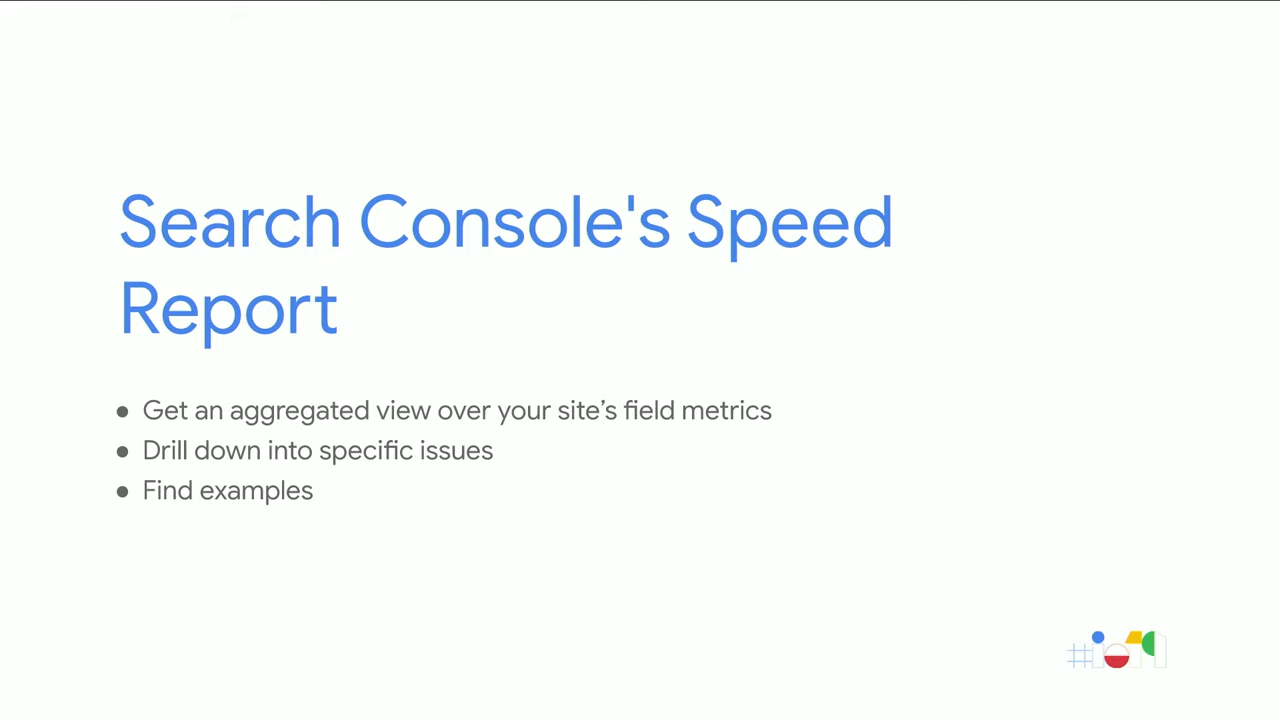 Search Console's Speed
Report
● Get an aggregated view over your site’s field metrics
● Drill down into specific issues
● Find examples
#io19